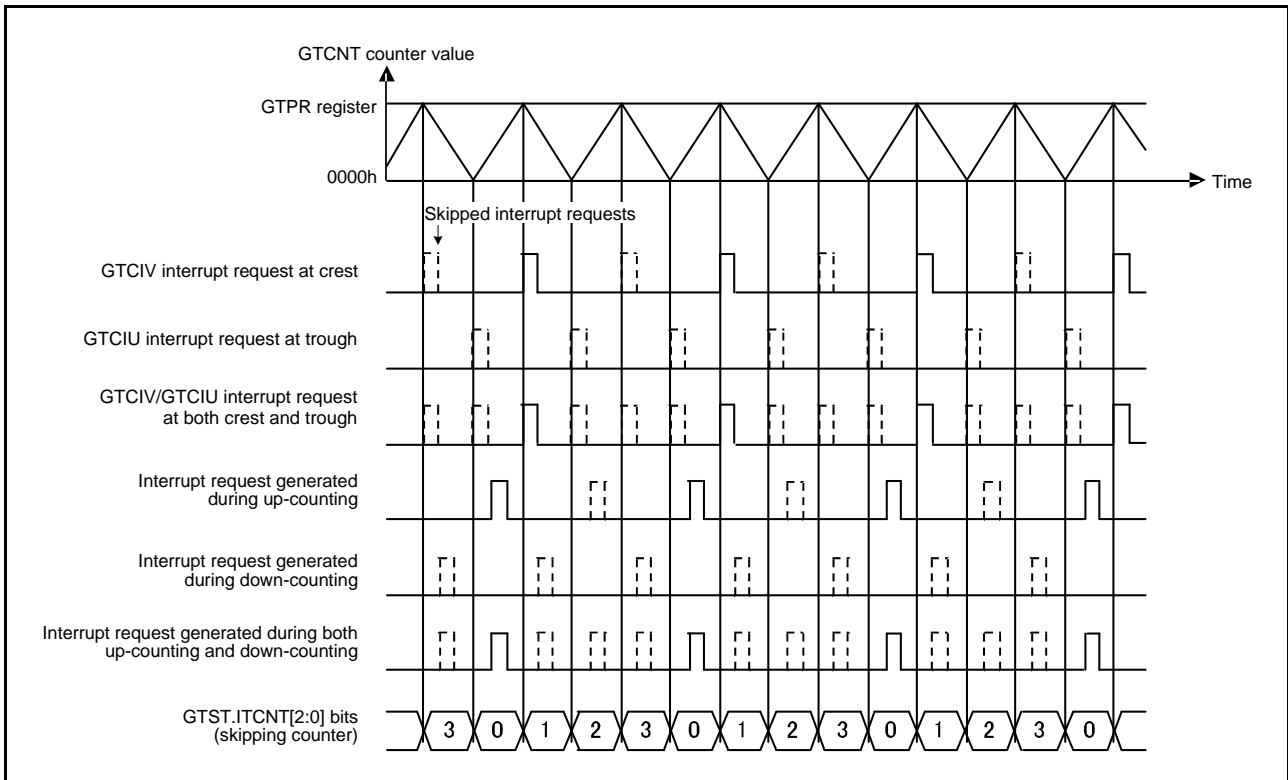 GTCNT counter value
GTPR register
0000h
Time
Skipped interrupt requests
GTCIV interrupt request at crest
GTCIU interrupt request at trough
GTCIV/GTCIU interrupt request
at both crest and trough
Interrupt request generated
during up-counting
Interrupt request generated
during down-counting
Interrupt request generated during both
up-counting and down-counting
GTST.ITCNT[2:0] bits
(skipping counter)
3 0 1 2 3 0 1 2 3 0 1 2 3 0